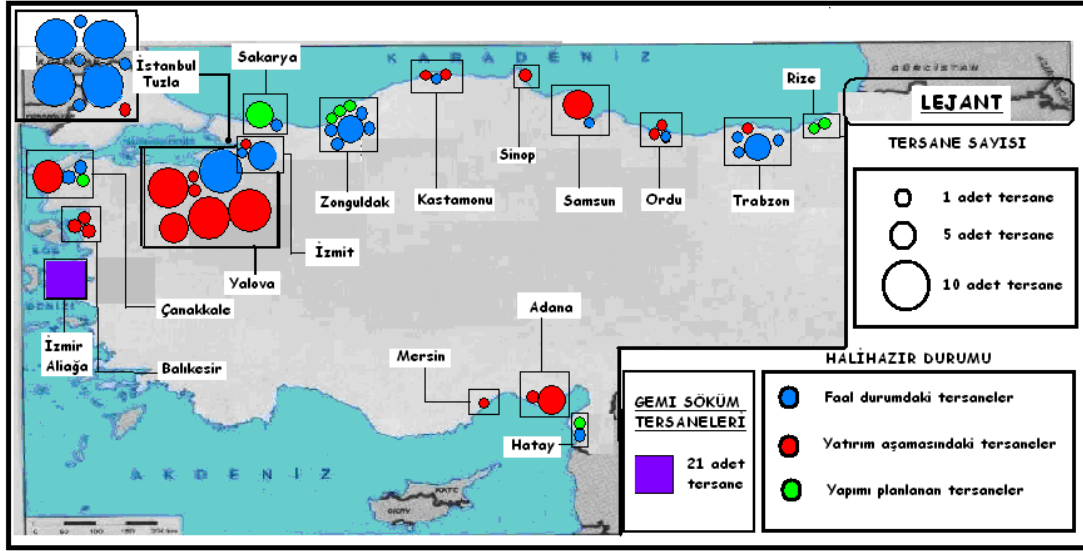 KARADENİZ
Sakarya
İstanbul
Tuzla
Rize
LEJANT
TERSANE SAYISI
1 adet tersane
5 adet tersane
10 adet tersane
Sinop
Zonguldak
Kastamonu
Samsun
Ordu
Trabzon
İzmit
Yalova
Çanakkale
Adana
İzmir
Aliağa
Balıkesir
Mersin
Hatay
HALİHAZIR DURUMU
Faal durumdaki tersaneler
Yatırım aşamasındaki tersaneler
Yapımı planlanan tersaneler
GEMİ SÖKÜM
TERSANELERİ
21 adet
tersane
AKDENİZ
KKTC